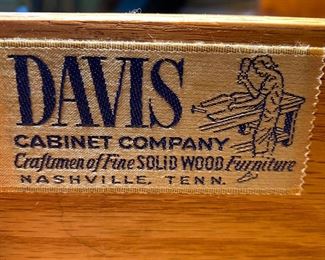 DAVIS
CABINET COMPANY
Craftsmen of Fine SOLID WOOD Furniture
NASHVILLE, TENN.